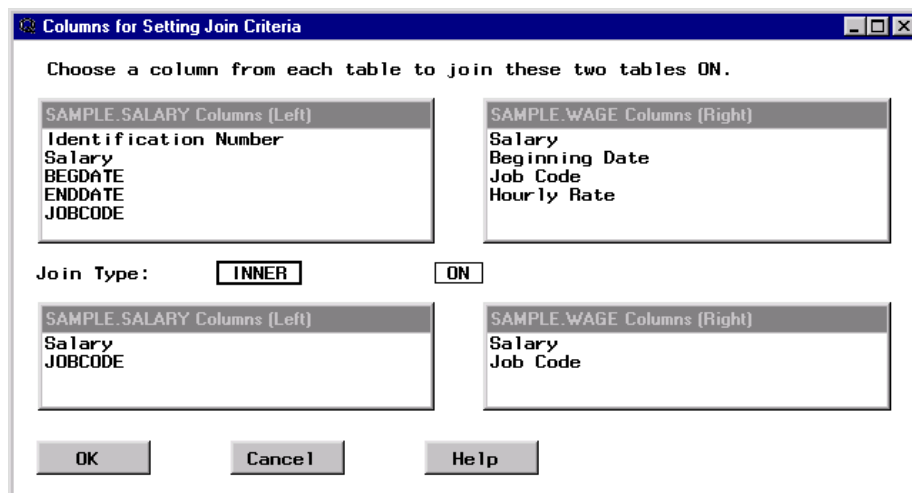 Columns for Setting Join Criteria
Choose a column from each table to join these two tables ON.
SAMPLE.SALARY Columns (Left)
Identification Number
Salary
BEGDATE
ENDDATE
JOBCODE
SAMPLE.WAGE Columns (Right)
Salary
Beginning Date
Job Code
Hourly Rate
Join Type: INNER ON
SAMPLE.SALARY Columns (Left)
Salary
JOBCODE
SAMPLE.WAGE Columns (Right)
Salary
Job Code
OK Cancel Help